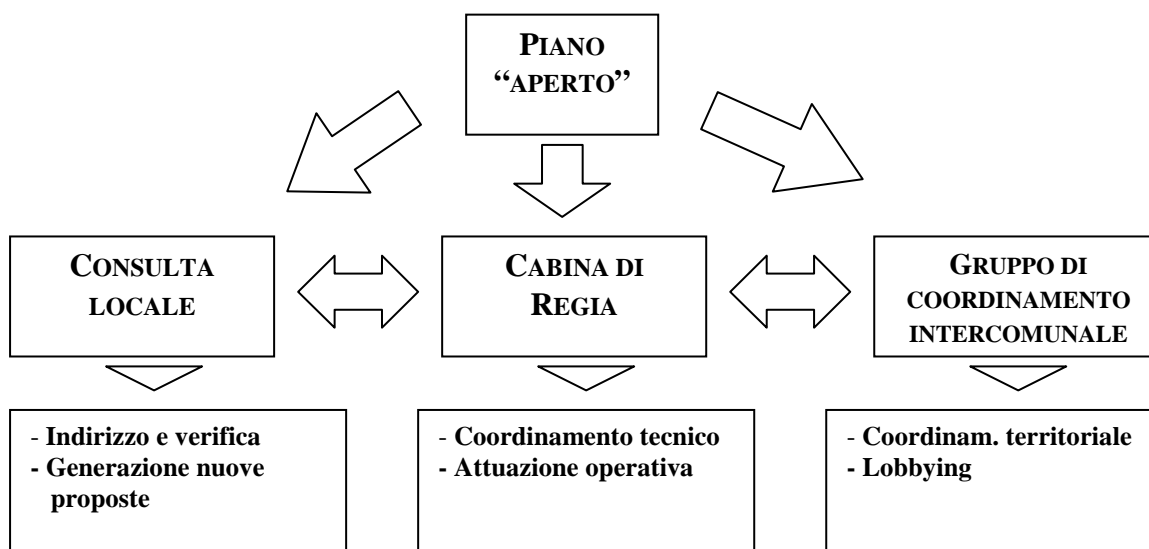 PIANO
“APERTO”
CONSULTA
LOCALE
CABINA DI
REGIA
GRUPPO DI
COORDINAMENTO
INTERCOMUNALE
- Indirizzo e verifica
- Generazione nuove
proposte
- Coordinamento tecnico
- Attuazione operativa
- Coordinam. territoriale
- Lobbying